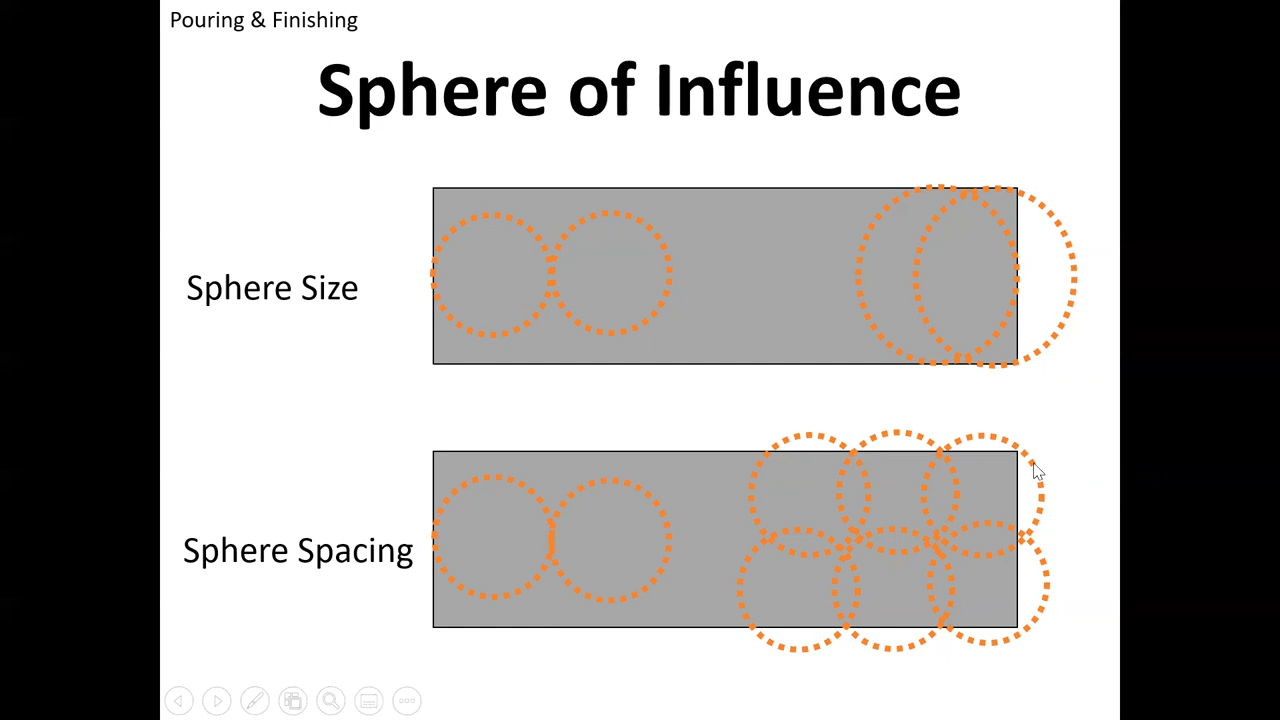 Pouring & Finishing
Sphere of Influence
Sphere Size
Sphere Spacing